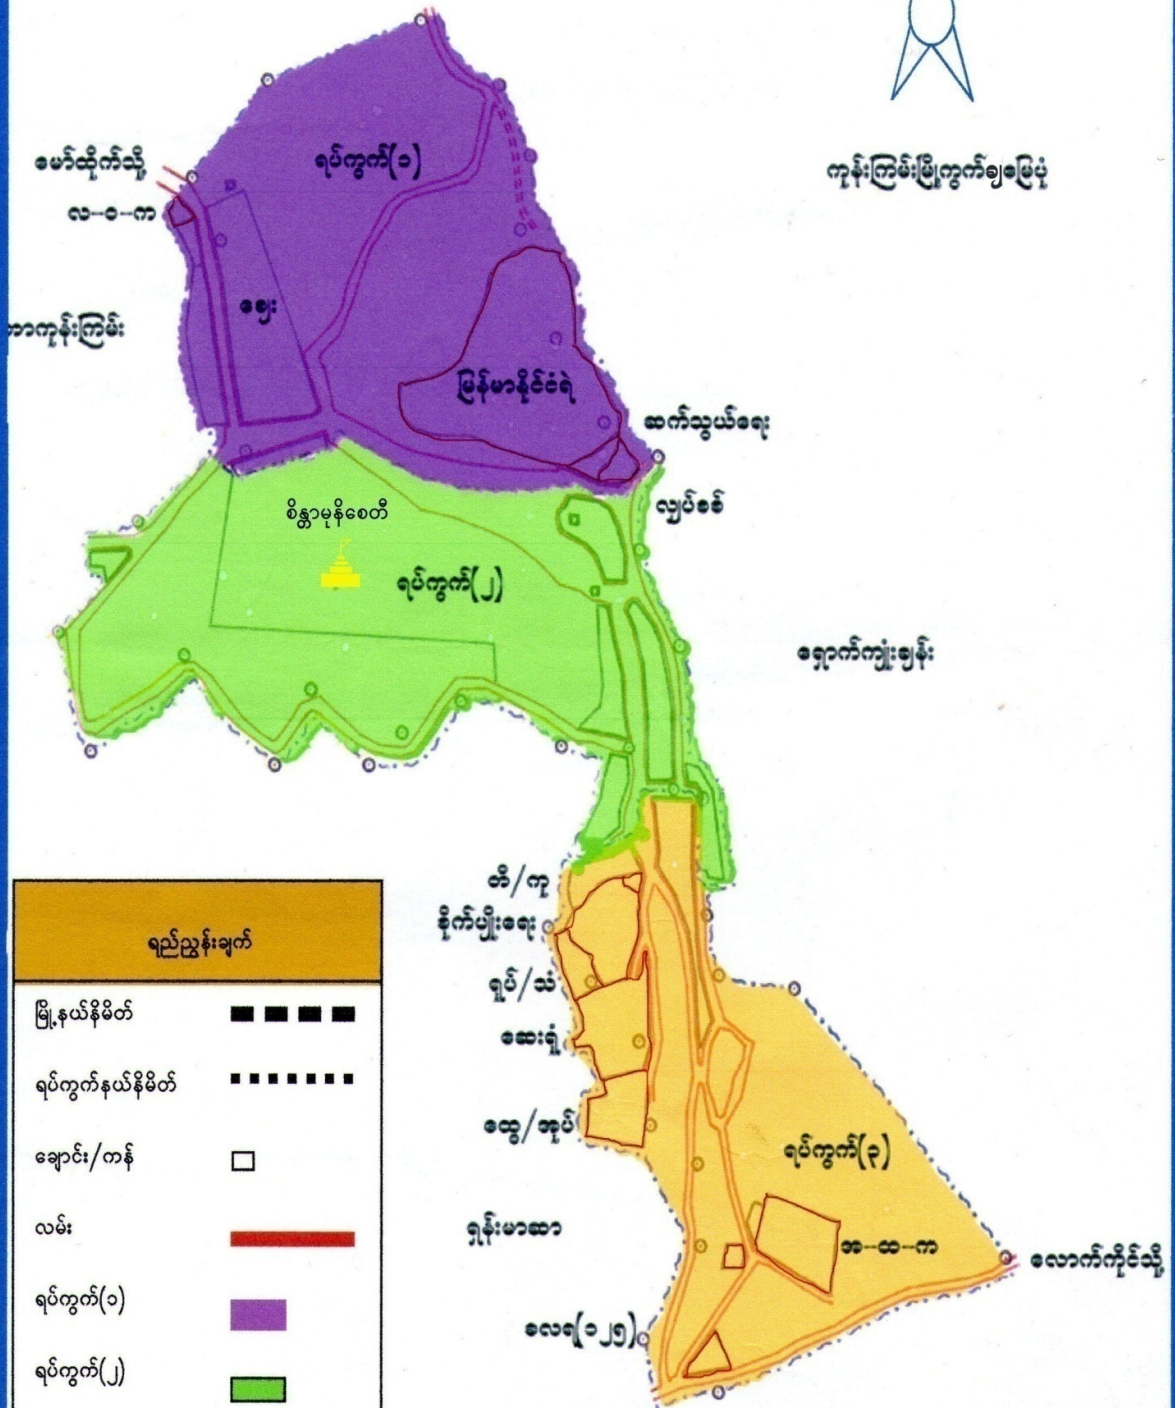 ကုန်းကြမ်းမြို့ကွက်ချမြေပုံ
ရပ်ကွက်(၁)
မော်ထိုက်သို့
လ-ဝ-က
ဈေး
တာကုန်းကြမ်း
မြန်မာနိုင်ငံရဲ
ဆက်သွယ်ရေး
လျှပ်စစ်
စိန္တာမုနိစေတီ
ရပ်ကွက်(၂)
ရှောက်ကျုံးချန်း
တိ/ကု
စိုက်ပျိုးရေး
ရုပ်/သံ
ဆေးရုံ
ထွေ/အုပ်
ရပ်ကွက်(၃)
ရှန်းမာဆာ
အ-ထ-က
လောက်ကိုင်သို့
ခလရ(၁၂၅)
ရည်ညွှန်းချက်
မြို့နယ်နိမိတ်
ရပ်ကွက်နယ်နိမိတ်
ချောင်း/ကန်
လမ်း
ရပ်ကွက်(၁)
ရပ်ကွက်(၂)